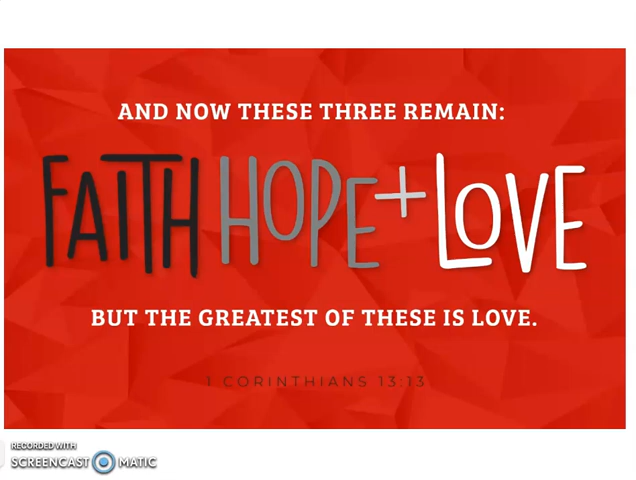 AND NOW THESE THREE REMAIN:
FAITH HOPE + LOVE
BUT THE GREATEST OF THESE IS LOVE.
1 CORINTHIANS 13:13
RECORDED WITH
SCREENCAST MATIC